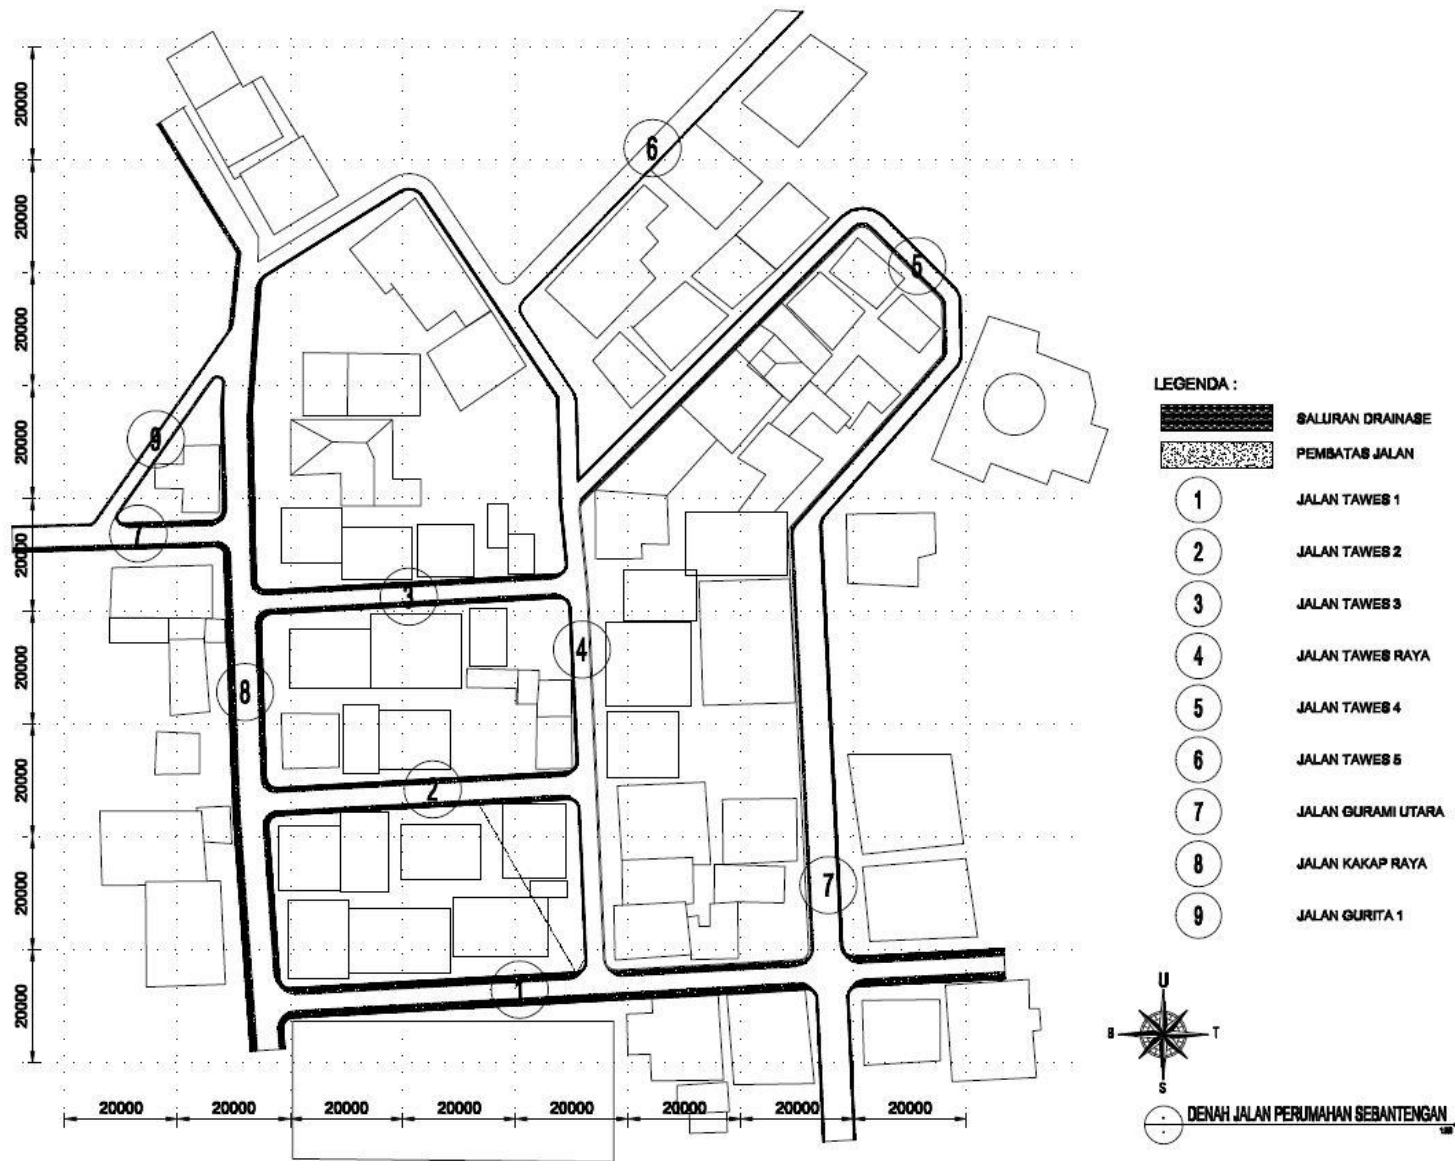 6
5
9
7
3
4
8
2
7
1
20000
20000
20000
20000
20000
20000
20000
20000
20000
20000 20000 20000 20000 20000 20000 20000 20000
LEGENDA :
SALURAN DRAINASE
PEMBATAS JALAN
1 JALAN TAWES 1
2 JALAN TAWES 2
3 JALAN TAWES 3
4 JALAN TAWES RAYA
5 JALAN TAWES 4
6 JALAN TAWES 5
7 JALAN GURAMI UTARA
8 JALAN KAKAP RAYA
9 JALAN GURITA 1
U
B T
S
DENAH JALAN PERUMAHAN SEBANTENGAN